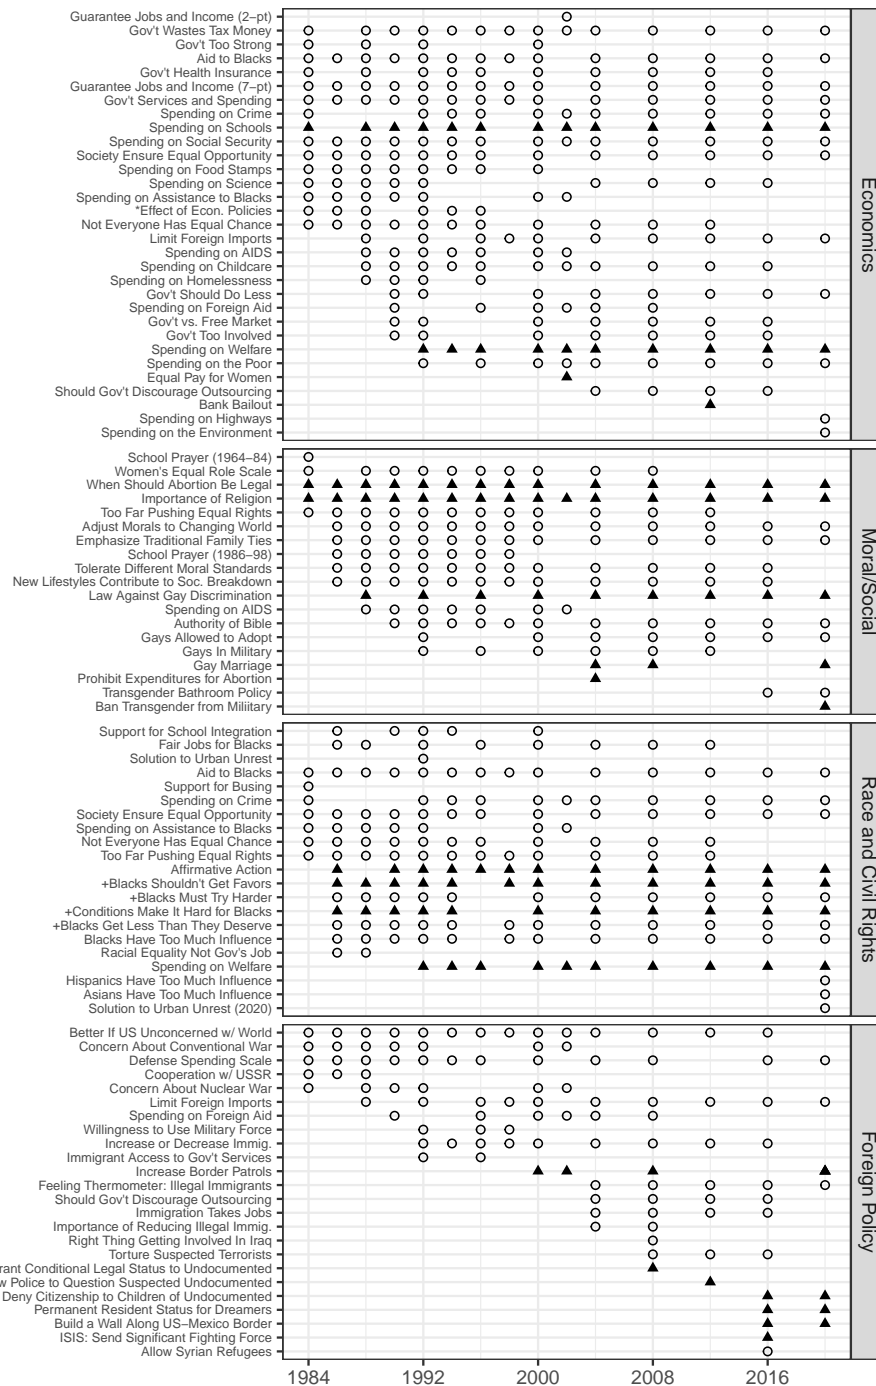 Guarantee Jobs and Income (2−pt)
Gov't Wastes Tax Money
Gov't Too Strong
Aid to Blacks
Gov't Health Insurance
Guarantee Jobs and Income (7−pt)
Gov't Services and Spending
Spending on Crime
Spending on Schools
Spending on Social Security
Society Ensure Equal Opportunity
Spending on Food Stamps
Spending on Science
Spending on Assistance to Blacks
*Effect of Econ. Policies
Not Everyone Has Equal Chance
Limit Foreign Imports
Spending on AIDS
Spending on Childcare
Spending on Homelessness
Gov't Should Do Less
Spending on Foreign Aid
Gov't vs. Free Market
Gov't Too Involved
Spending on Welfare
Spending on the Poor
Equal Pay for Women
Should Gov't Discourage Outsourcing
Bank Bailout
Spending on Highways
Spending on the Environment
Economics
School Prayer (1964−84)
Women's Equal Role Scale
When Should Abortion Be Legal
Importance of Religion
Too Far Pushing Equal Rights
Adjust Morals to Changing World
Emphasize Traditional Family Ties
School Prayer (1986−98)
Tolerate Different Moral Standards
New Lifestyles Contribute to Soc. Breakdown
Law Against Gay Discrimination
Spending on AIDS
Authority of Bible
Gays Allowed to Adopt
Gays In Military
Gay Marriage
Prohibit Expenditures for Abortion
Transgender Bathroom Policy
Ban Transgender from Miliitary
Moral/Social
Support for School Integration
Fair Jobs for Blacks
Solution to Urban Unrest
Aid to Blacks
Support for Busing
Spending on Crime
Society Ensure Equal Opportunity
Spending on Assistance to Blacks
Not Everyone Has Equal Chance
Too Far Pushing Equal Rights
Affirmative Action
+Blacks Shouldn't Get Favors
+Blacks Must Try Harder
+Conditions Make It Hard for Blacks
+Blacks Get Less Than They Deserve
Blacks Have Too Much Influence
Racial Equality Not Gov's Job
Spending on Welfare
Hispanics Have Too Much Influence
Asians Have Too Much Influence
Solution to Urban Unrest (2020)
Race and Civil Rights
Better If US Unconcerned w/ World
Concern About Conventional War
Defense Spending Scale
Cooperation w/ USSR
Concern About Nuclear War
Limit Foreign Imports
Spending on Foreign Aid
Willingness to Use Military Force
Increase or Decrease Immig.
Immigrant Access to Gov't Services
Increase Border Patrols
Feeling Thermometer: Illegal Immigrants
Should Gov't Discourage Outsourcing
Immigration Takes Jobs
Importance of Reducing Illegal Immig.
Right Thing Getting Involved In Iraq
Torture Suspected Terrorists
rant Conditional Legal Status to Undocumented
w Police to Question Suspected Undocumented
Deny Citizenship to Children of Undocumented
Permanent Resident Status for Dreamers
Build a Wall Along US−Mexico Border
ISIS: Send Significant Fighting Force
Allow Syrian Refugees
Foreign Policy
1984 1992 2000 2008 2016